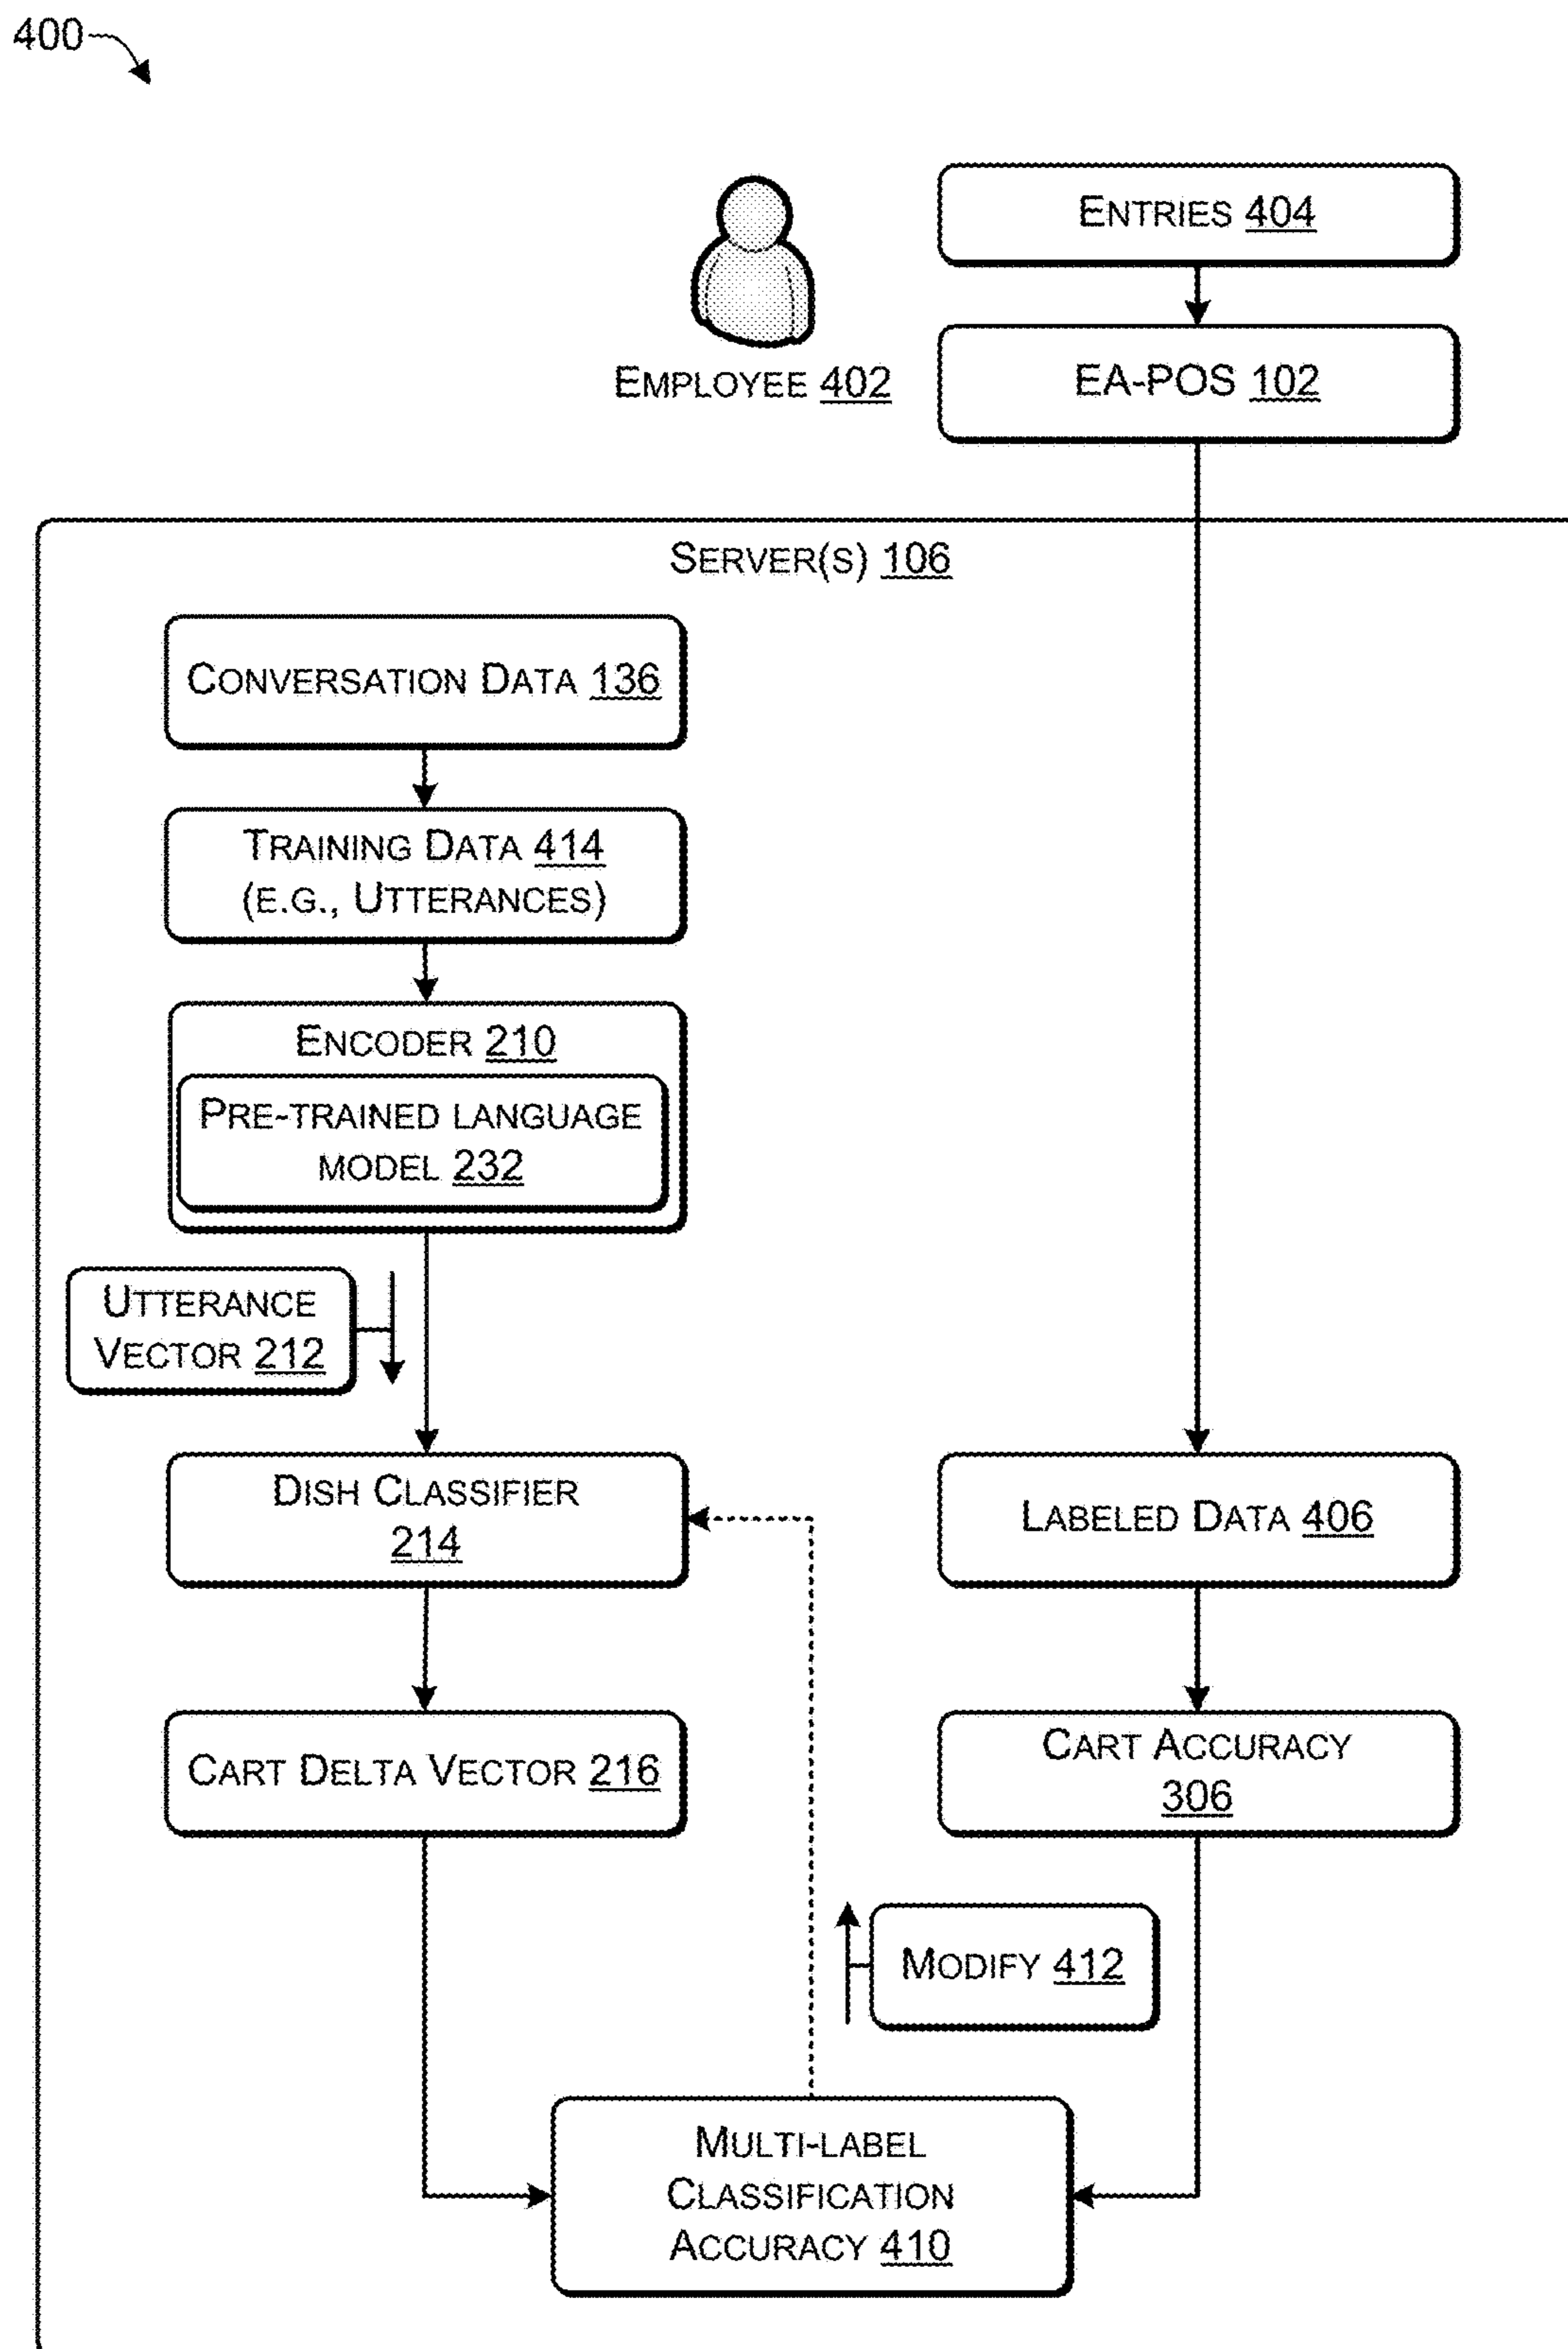 400
ENTRIES 404
EMPLOYEE 402
EA-POS 102
SERVER(S) 106
CONVERSATION DATA 136
TRAINING DATA 414
(E.G., UTTERANCES)
ENCODER 210
PRE-TRAINED LANGUAGE
MODEL 232
UTTERANCE
VECTOR 212
DISH CLASSIFIER
214
LABELED DATA 406
CART DELTA VECTOR 216
CART ACCURACY
306
MODIFY 412
MULTI-LABEL
CLASSIFICATION
ACCURACY 410